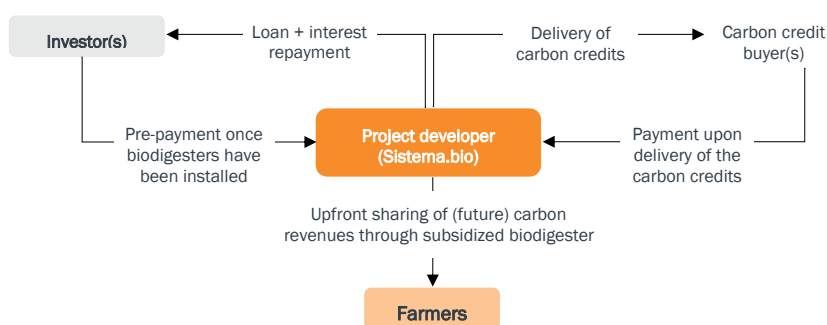 Investor(s)
Loan + interest
repayment
Delivery of
carbon credits
Carbon credit
buyer(s)
Pre-payment once
biodigesters have
been installed
Project developer
(Sistema.bio)
Payment upon
delivery of the
carbon credits
Upfront sharing of (future) carbon
revenues through subsidized biodigester
Farmers